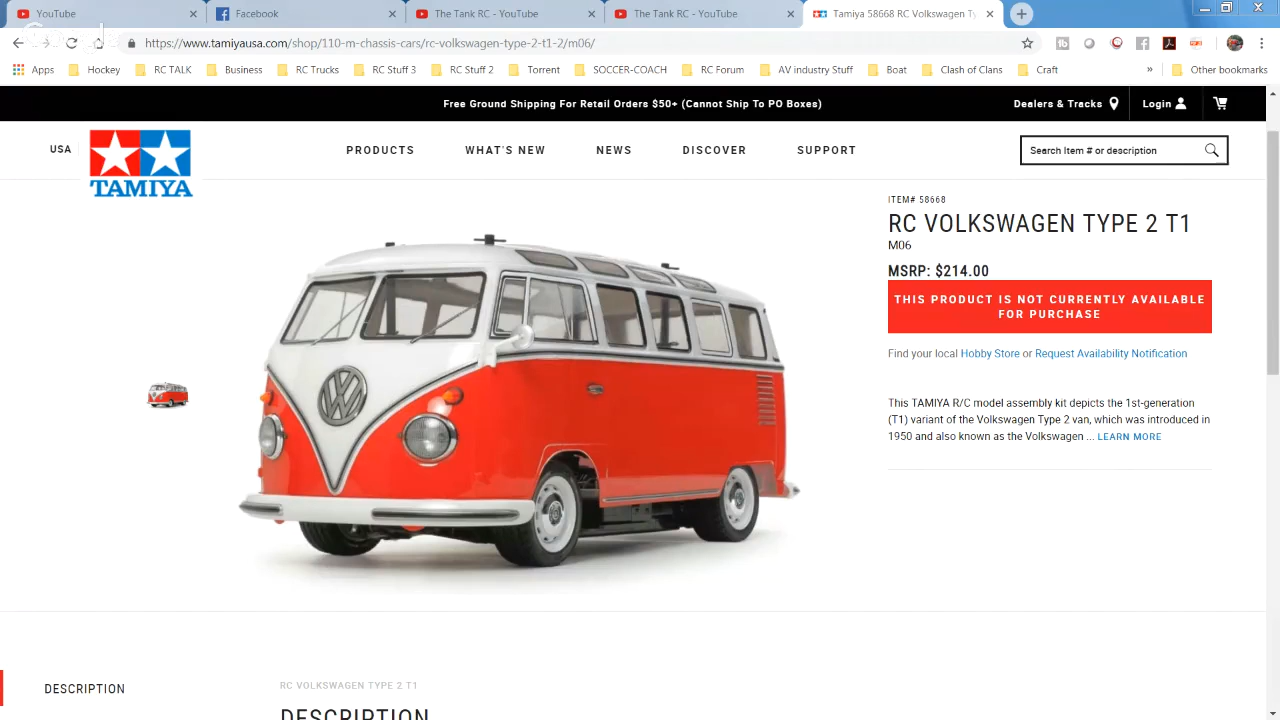 YouTube
Facebook
The Tank RC - YouTube
The Tank RC - YouTube
Tamiya 58668 RC Volkswagen Ty
https://www.tamiyausa.com/shop/110-m-chassis-cars/rc-volkswagen-type-2-t1-2/m06/
Apps
Hockey
RC TALK
Business
RC Trucks
RC Stuff 3
RC Stuff 2
Torrent
SOCCER-COACH
RC Forum
AV industry Stuff
Boat
Clash of Clans
Craft
»
Other bookmarks
Free Ground Shipping For Retail Orders $50+ (Cannot Ship To PO Boxes)
Dealers & Tracks
Login
USA
TAMIYA
PRODUCTS
WHAT'S NEW
NEWS
DISCOVER
SUPPORT
Search Item # or description
ITEM# 58668
RC VOLKSWAGEN TYPE 2 T1
M06
MSRP: $214.00
THIS PRODUCT IS NOT CURRENTLY AVAILABLE
FOR PURCHASE
Find your local Hobby Store or Request Availability Notification
This TAMIYA R/C model assembly kit depicts the 1st-generation
(T1) variant of the Volkswagen Type 2 van, which was introduced in
1950 and also known as the Volkswagen ... LEARN MORE
DESCRIPTION
RC VOLKSWAGEN TYPE 2 T1
DESCRIPTION